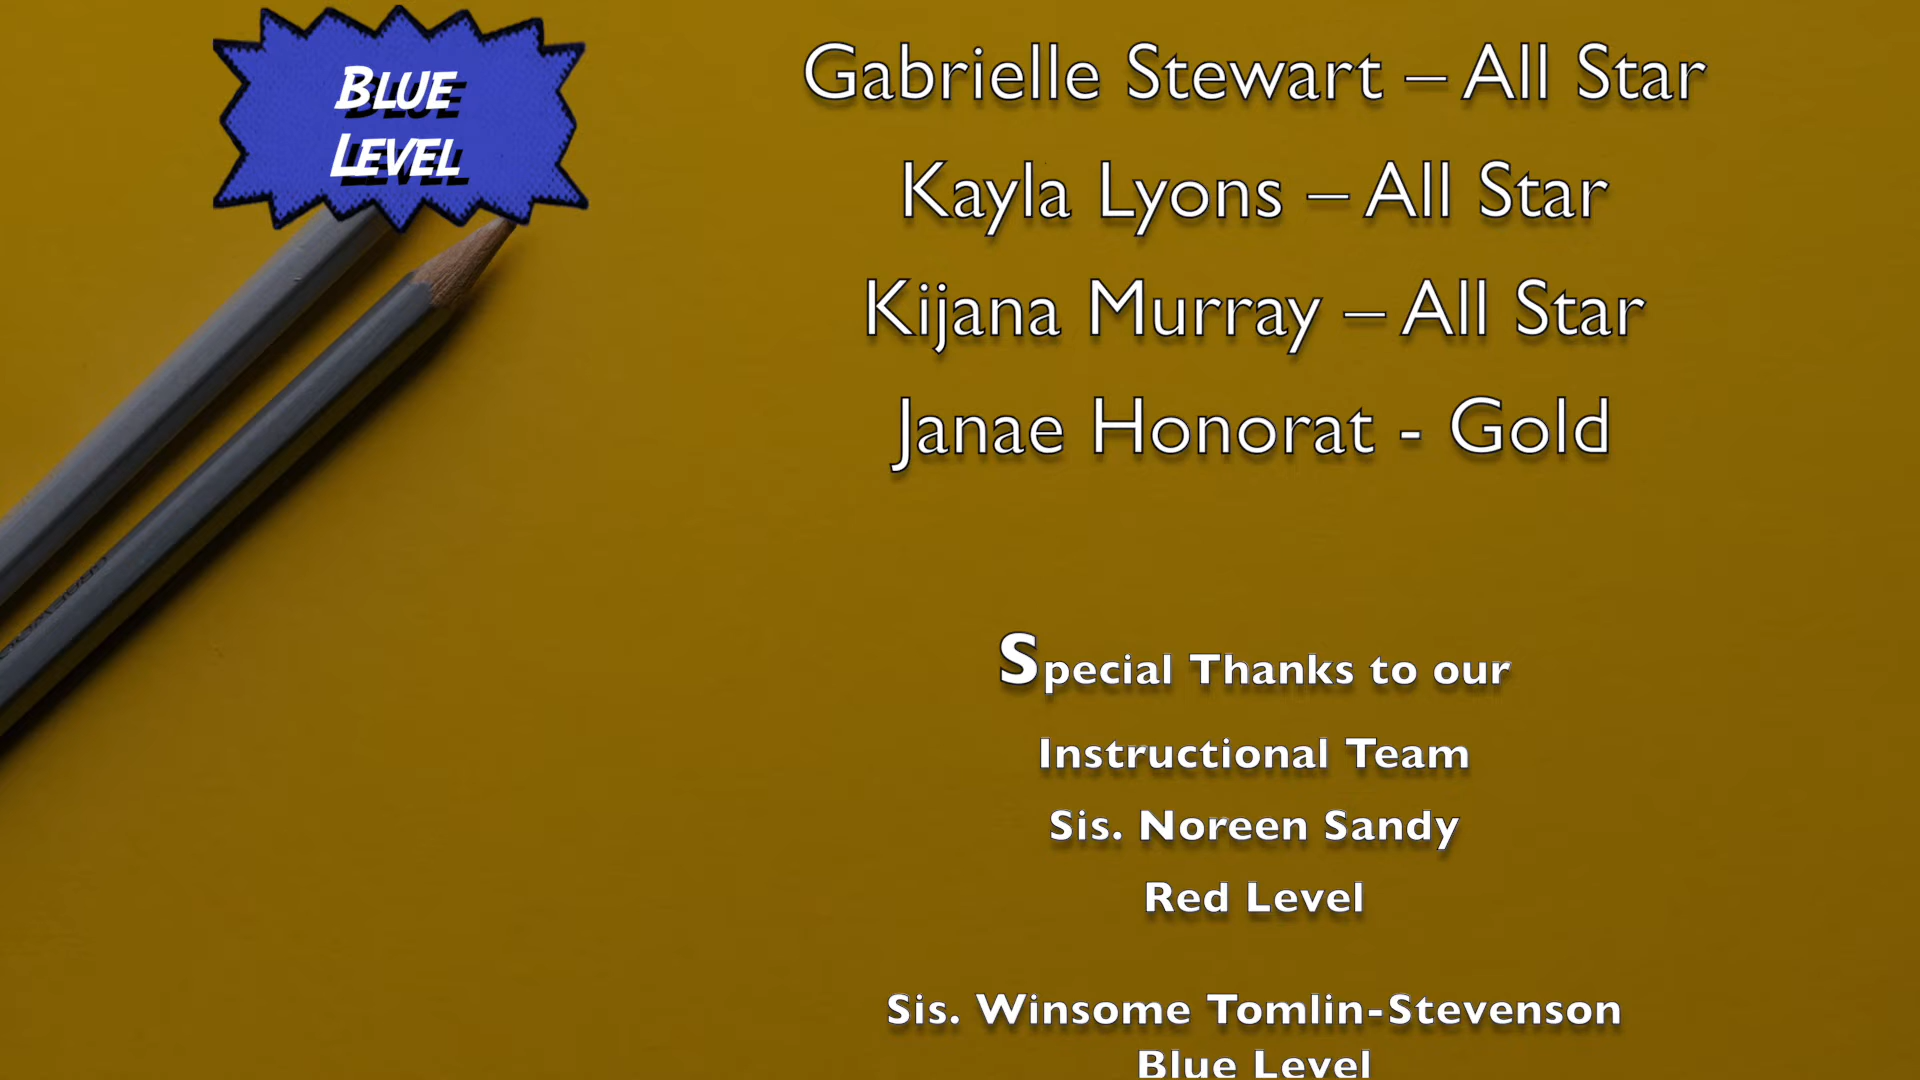 BLUE
LEVEL
Gabrielle Stewart – All Star
Kayla Lyons – All Star
Kijana Murray – All Star
Janae Honorat - Gold
Special Thanks to our
Instructional Team
Sis. Noreen Sandy
Red Level
Sis. Winsome Tomlin-Stevenson
Blue Level